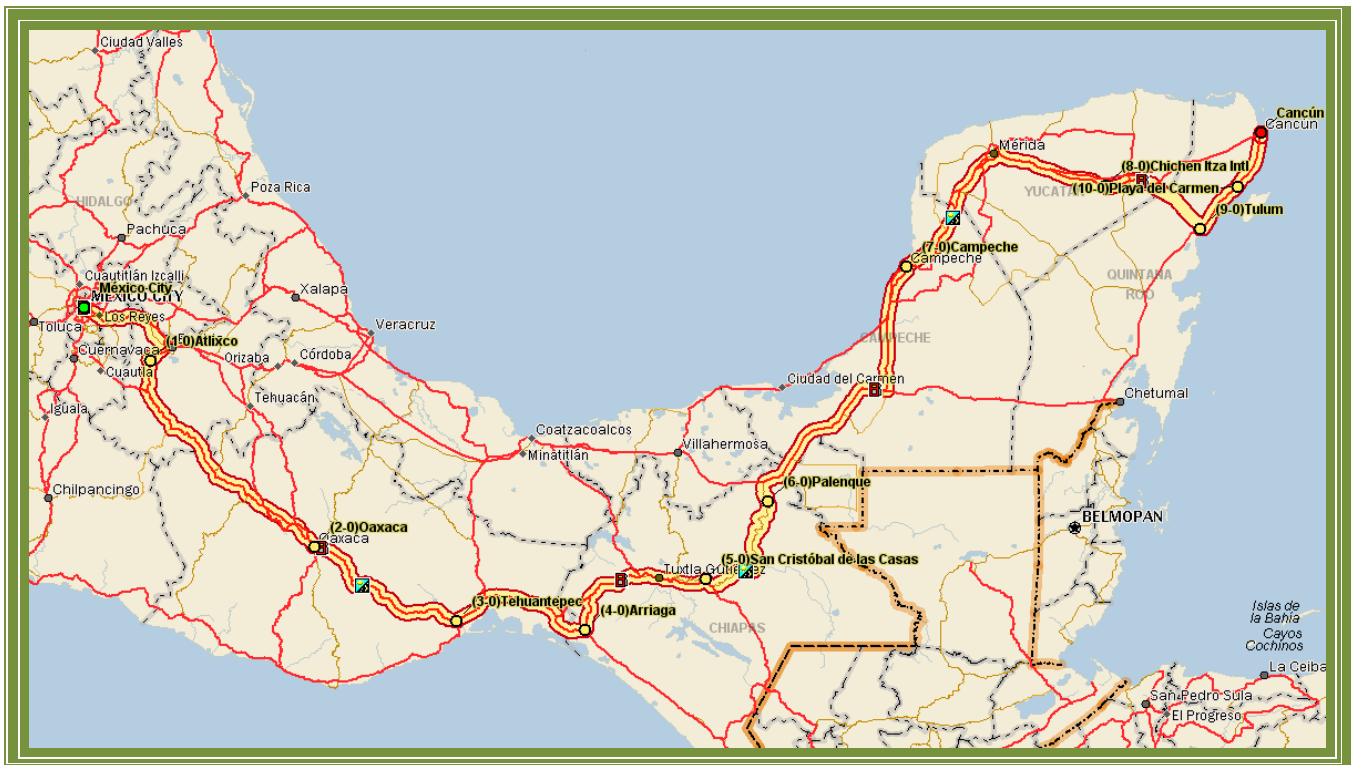 Ciudad Valles
Poza Rica
HIDALGO
Pachuca
Cuautitlán Izcalli
México City
MEXICO CITY
Los Reyes
Toluca
Xalapa
Veracruz
(1-0)Atlixco
Cuernavaca
Orizaba
Córdoba
Cuautla
Tehuacán
Iguala
Chilpancingo
Coatzacoalcos
Minatitlán
(2-0)Oaxaca
Oaxaca
(3-0)Tehuantepec
(4-0)Arriaga
Tuxtla Gutiérrez
(5-0)San Cristóbal de las Casas
CHIAPAS
Villahermosa
(6-0)Palenque
Ciudad del Carmen
CAMPECHE
(7-0)Campeche
Campeche
Mérida
(8-0)Chichen Itza Intl
YUCATAN
(10-0)Playa del Carmen
(9-0)Tulum
Cancún
Cancún
QUINTANA
ROO
Chetumal
BELMOPAN
Islas de
la Bahía
Cayos
Cochinos
La Ceiba
San Pedro Sula
El Progreso